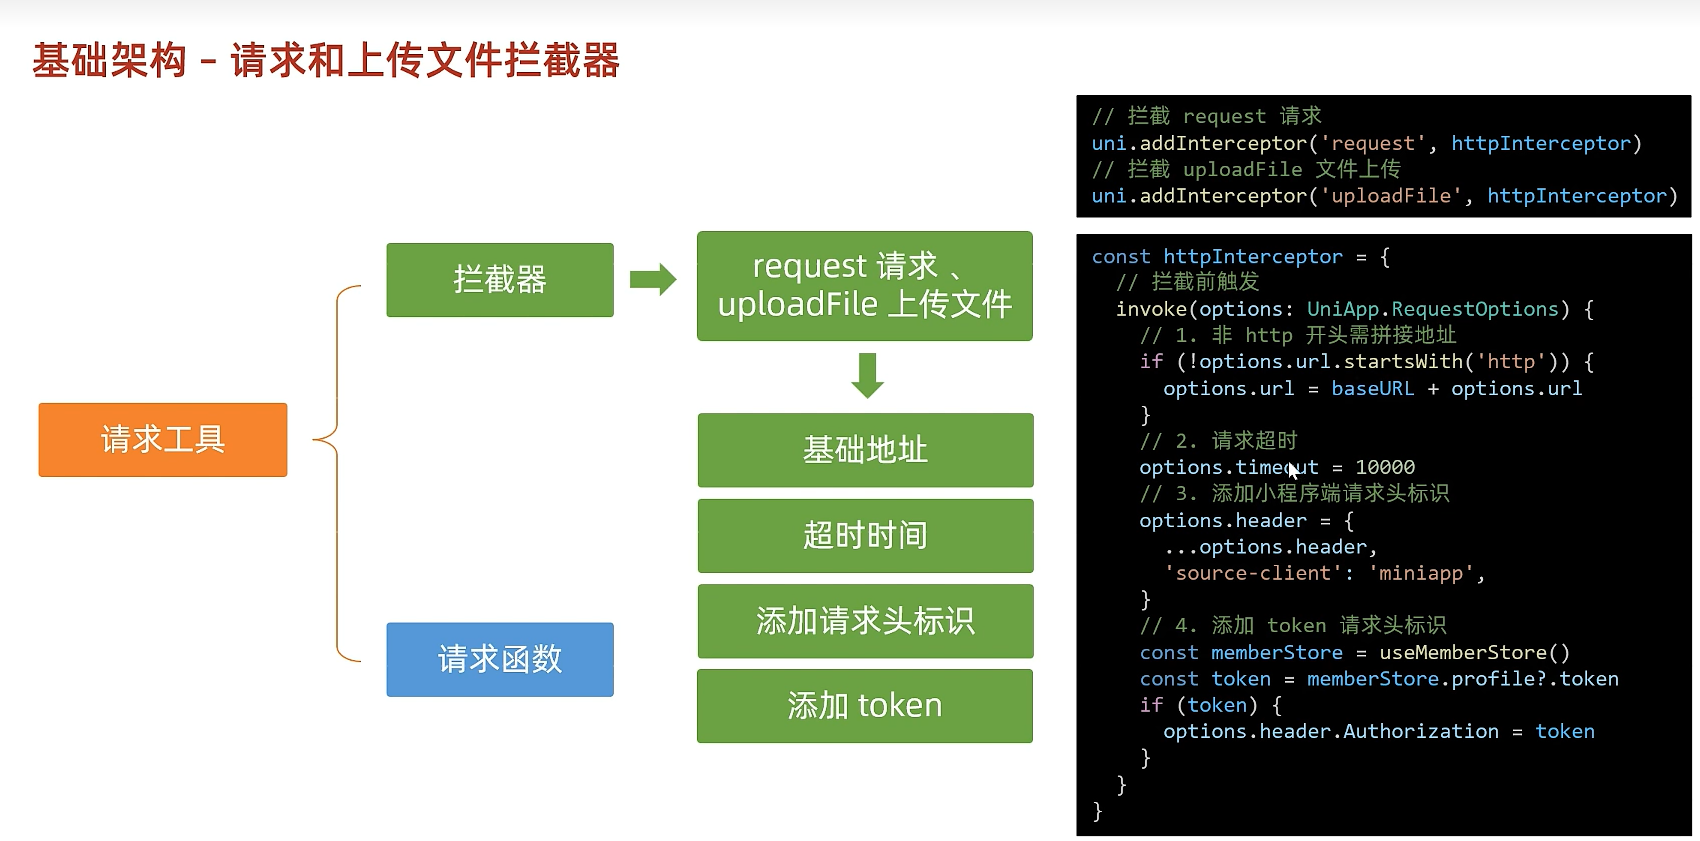 基础架构 – 请求和上传文件拦截器
请求工具
拦截器
请求函数
request 请求 、
uploadFile 上传文件
基础地址
超时时间
添加请求头标识
添加 token
// 拦截 request 请求
uni.addInterceptor('request', httpInterceptor)
// 拦截 uploadFile 文件上传
uni.addInterceptor('uploadFile', httpInterceptor)
const httpInterceptor = {
  // 拦截前触发
  invoke(options: UniApp.RequestOptions) {
    // 1. 非 http 开头需拼接地址
    if (!options.url.startsWith('http')) {
      options.url = baseURL + options.url
    }
    // 2. 请求超时
    options.timeout = 10000
    // 3. 添加小程序端请求头标识
    options.header = {
      ...options.header,
      'source-client': 'miniapp',
    }
    // 4. 添加 token 请求头标识
    const memberStore = useMemberStore()
    const token = memberStore.profile?.token
    if (token) {
      options.header.Authorization = token
    }
  }
}